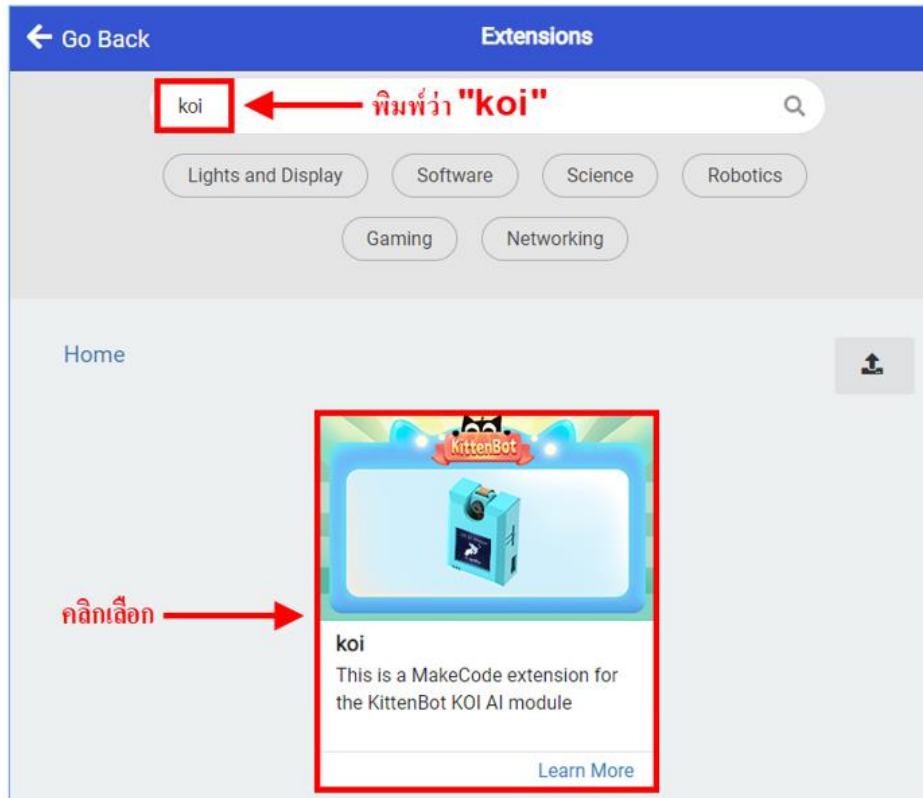 Go Back
Extensions
koi
พิมพ์ว่า "koi"
Lights and Display
Software
Science
Robotics
Gaming
Networking
Home
KittenBot
คลิกเลือก
koi
This is a MakeCode extension for
the KittenBot KOI AI module
Learn More